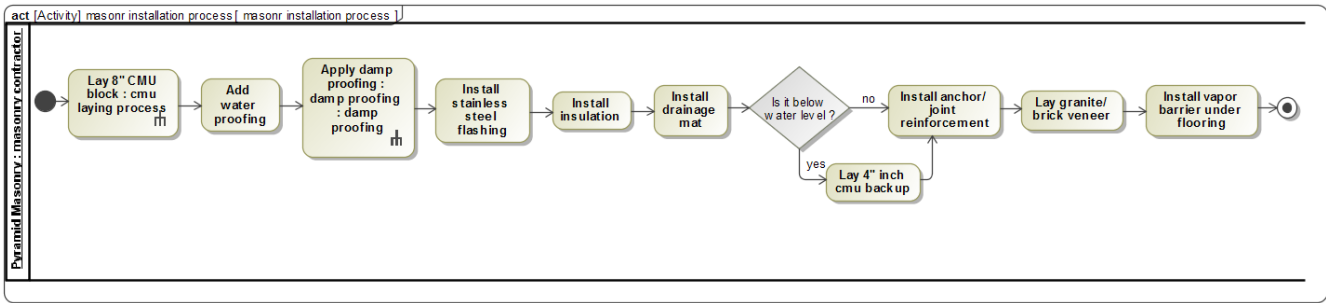 act [Activity] masonr installation process [ masonr installation process ]
Pyramid Masonry : masonry contractor
Lay 8" CMU
block : cmu
laying process
Add
water
proofing
Apply damp
proofing :
damp proofing
: damp
proofing
Install
stainless
steel
flashing
Install
insulation
Install
drainage
mat
Is it below
water level ?
no
yes
Lay 4" inch
cmu backup
Install anchor/
joint
reinforcement
Lay granite/
brick veneer
Install vapor
barrier under
flooring